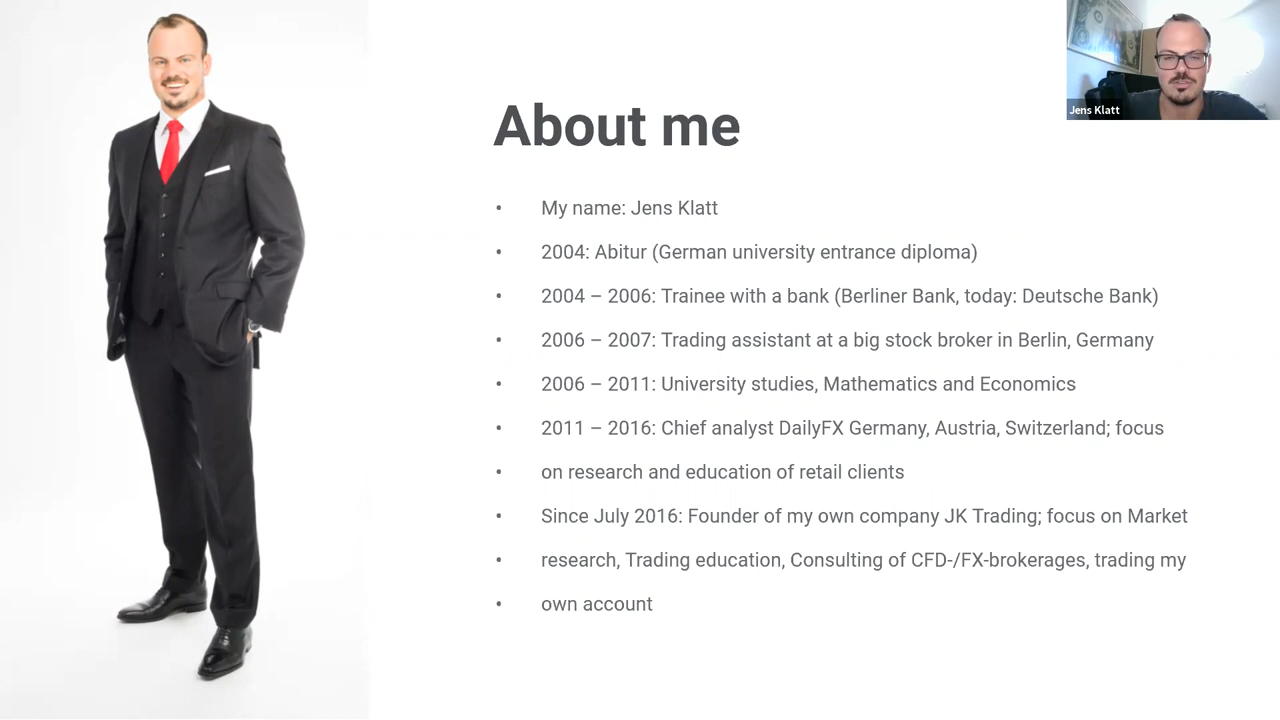 About me
• My name: Jens Klatt
• 2004: Abitur (German university entrance diploma)
• 2004 – 2006: Trainee with a bank (Berliner Bank, today: Deutsche Bank)
• 2006 – 2007: Trading assistant at a big stock broker in Berlin, Germany
• 2006 – 2011: University studies, Mathematics and Economics
• 2011 – 2016: Chief analyst DailyFX Germany, Austria, Switzerland; focus
• on research and education of retail clients
• Since July 2016: Founder of my own company JK Trading; focus on Market
• research, Trading education, Consulting of CFD-/FX-brokerages, trading my
• own account
Jens Klatt